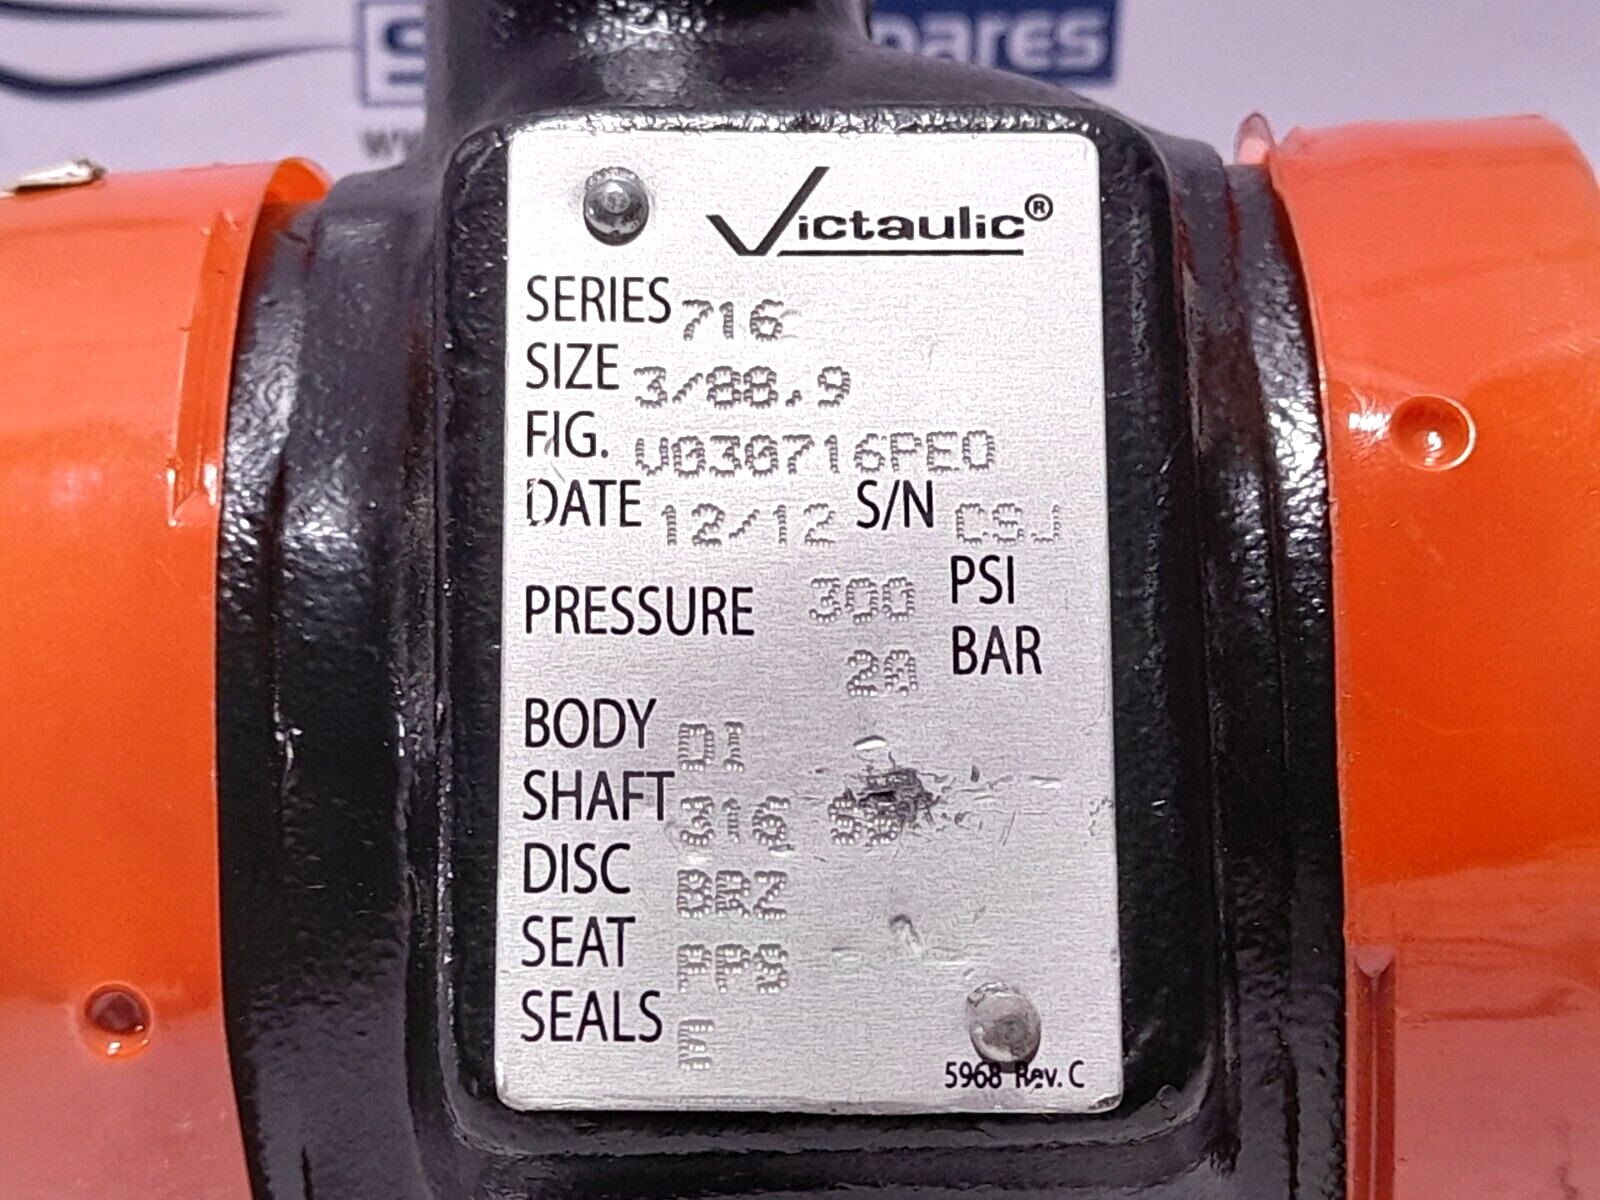 Victaulic®
SERIES 716
SIZE 3/88.9
FIG. V030716PE0
DATE 12/12 S/N CSJ
PRESSURE 300 PSI
20 BAR
BODY DI
SHAFT 316 SS
DISC BRZ
SEAT PPS
SEALS E
5968 Rev. C